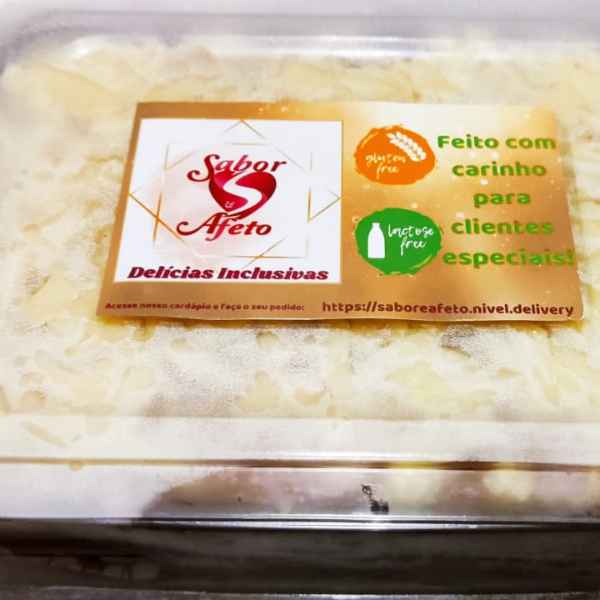 Sabor
&
Afeto
Delícias Inclusivas
gluten
free
lactose
free
Feito com
carinho
para
clientes
especiais!
Acesse nosso cardápio e faça o seu pedido: https://saboreafeto.nivel.delivery